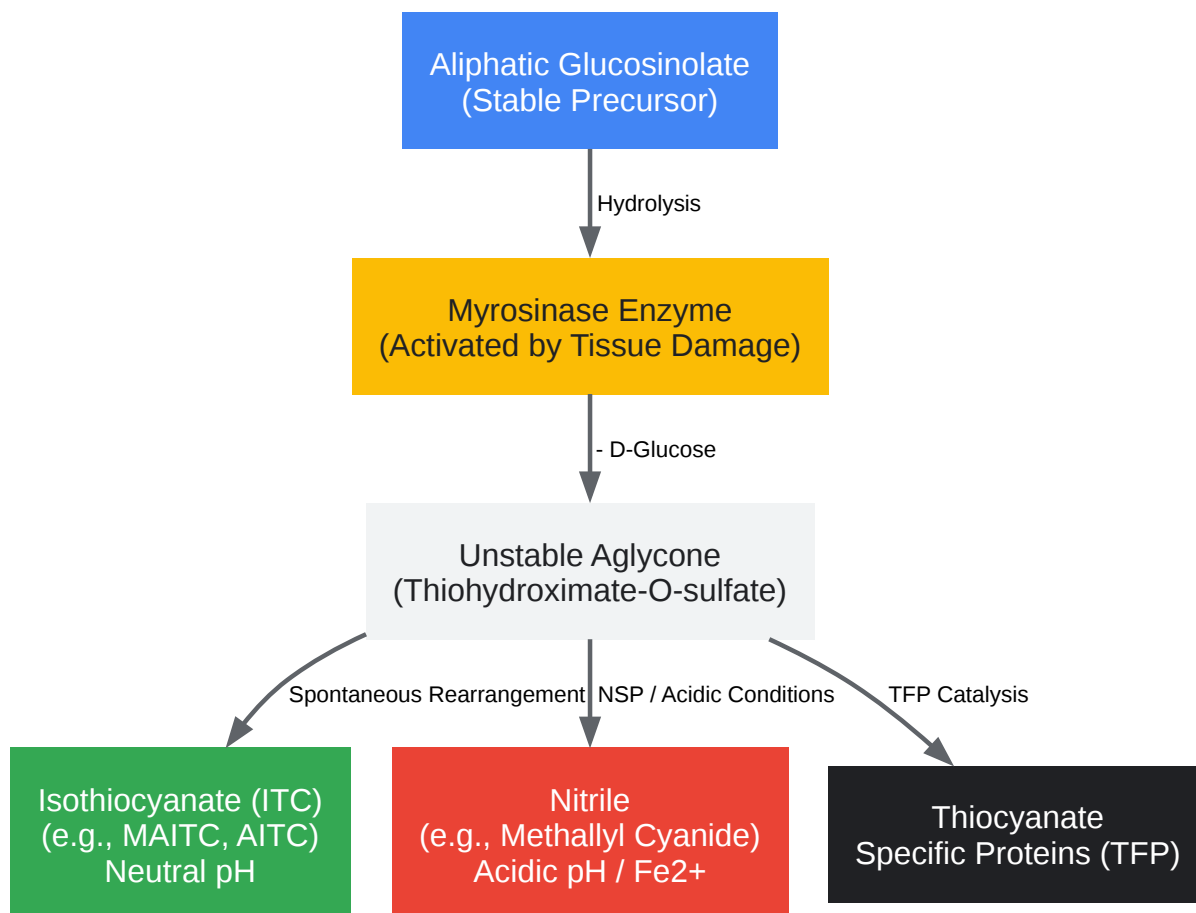 Aliphatic Glucosinolate
(Stable Precursor)
Hydrolysis
Myrosinase Enzyme
(Activated by Tissue Damage)
- D-Glucose
Unstable Aglycone
(Thiohydroximate-O-sulfate)
Spontaneous Rearrangement
NSP / Acidic Conditions
TFP Catalysis
Isothiocyanate (ITC)
(e.g., MAITC, AITC)
Neutral pH
Nitrile
(e.g., Methallyl Cyanide)
Acidic pH / Fe2+
Thiocyanate
Specific Proteins (TFP)